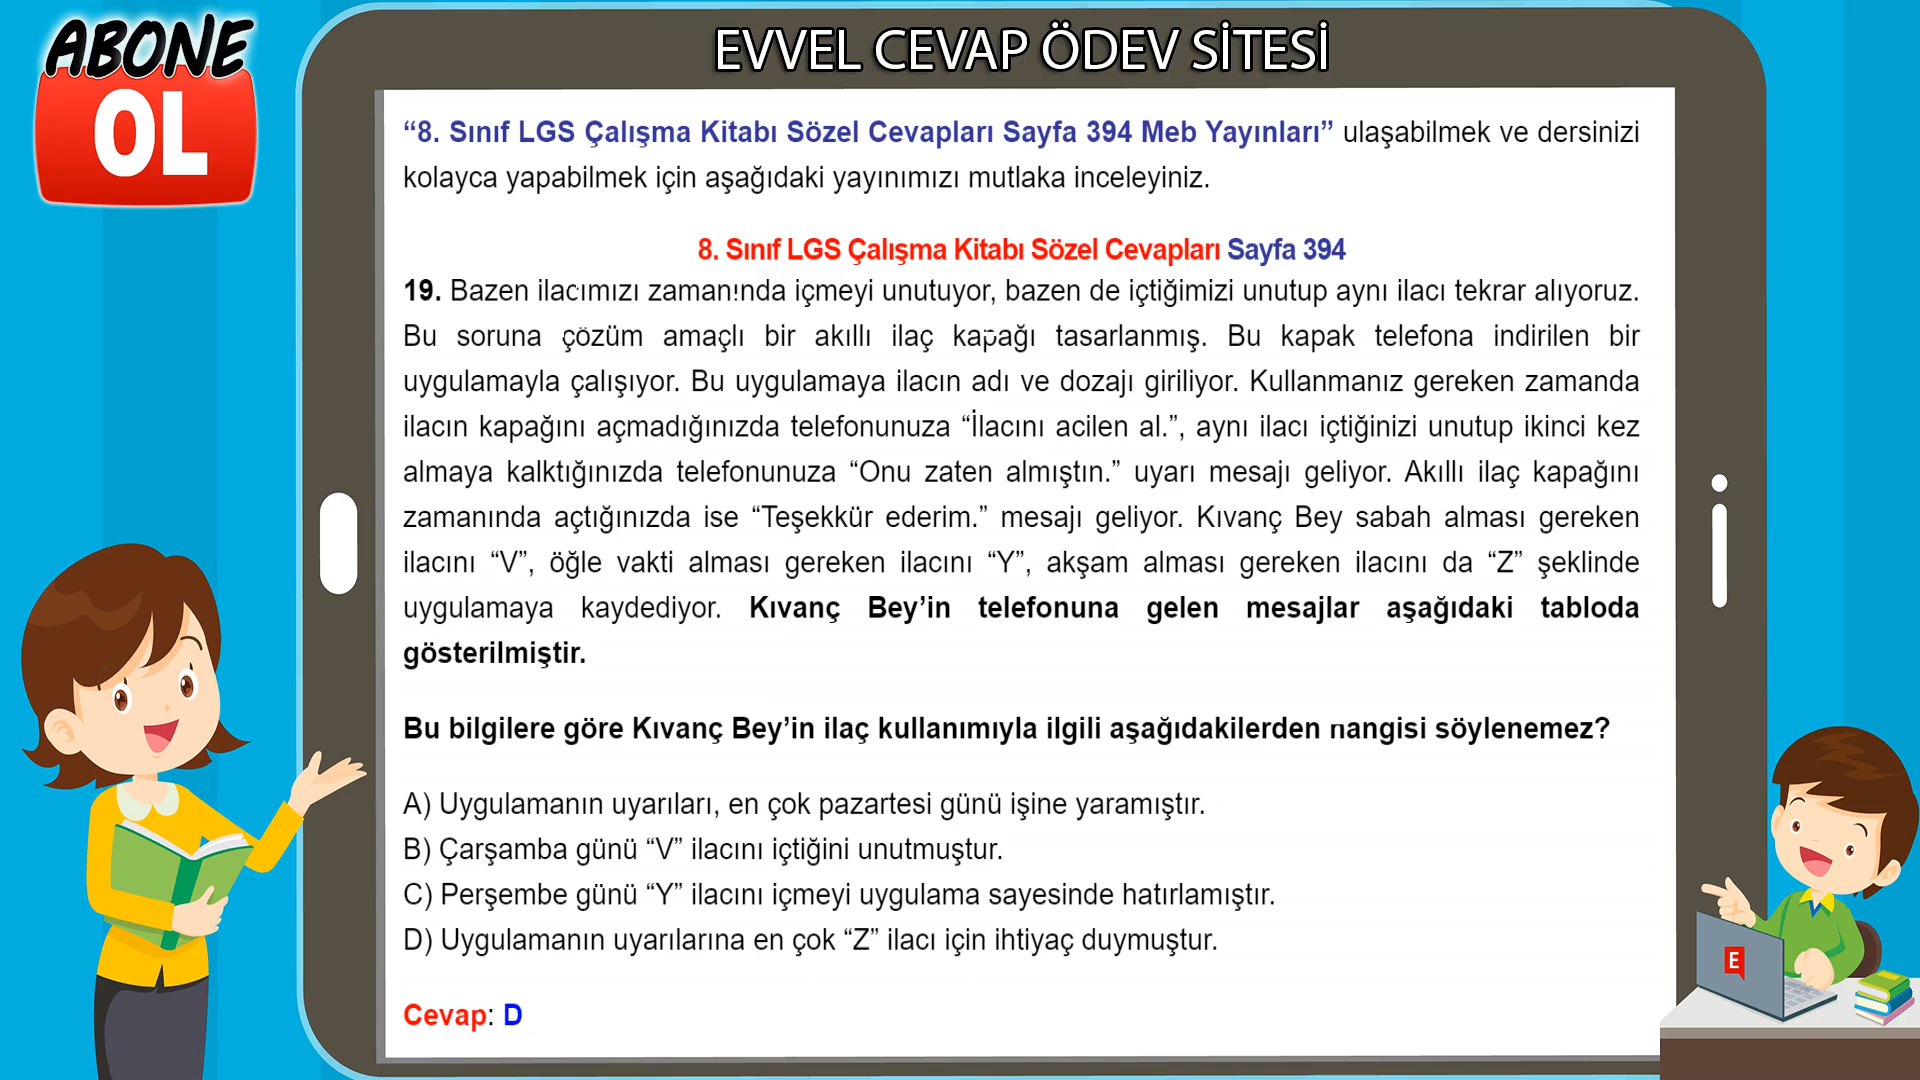 ABONE
OL
EVVEL CEVAP ÖDEV SİTESİ
“8. Sınıf LGS Çalışma Kitabı Sözel Cevapları Sayfa 394 Meb Yayınları” ulaşabilmek ve dersinizi
kolayca yapabilmek için aşağıdaki yayınımızı mutlaka inceleyiniz.
8. Sınıf LGS Çalışma Kitabı Sözel Cevapları Sayfa 394
19. Bazen ilacımızı zamanında içmeyi unutuyor, bazen de içtiğimizi unutup aynı ilacı tekrar alıyoruz.
Bu soruna çözüm amaçlı bir akıllı ilaç kapağı tasarlanmış. Bu kapak telefona indirilen bir
uygulamayla çalışıyor. Bu uygulamaya ilacın adı ve dozajı giriliyor. Kullanmanız gereken zamanda
ilacın kapağını açmadığınızda telefonunuza “İlacını acilen al.”, aynı ilacı içtiğinizi unutup ikinci kez
almaya kalktığınızda telefonunuza “Onu zaten almıştın.” uyarı mesajı geliyor. Akıllı ilaç kapağını
zamanında açtığınızda ise “Teşekkür ederim.” mesajı geliyor. Kıvanç Bey sabah alması gereken
ilacını “V”, öğle vakti alması gereken ilacını “Y”, akşam alması gereken ilacını da “Z” şeklinde
uygulamaya kaydediyor. Kıvanç Bey’in telefonuna gelen mesajlar aşağıdaki tabloda
gösterilmiştir.
Bu bilgilere göre Kıvanç Bey’in ilaç kullanımıyla ilgili aşağıdakilerden hangisi söylenemez?
A) Uygulamanın uyarıları, en çok pazartesi günü işine yaramıştır.
B) Çarşamba günü “V” ilacını içtiğini unutmuştur.
C) Perşembe günü “Y” ilacını içmeyi uygulama sayesinde hatırlamıştır.
D) Uygulamanın uyarılarına en çok “Z” ilacı için ihtiyaç duymuştur.
Cevap: D
E